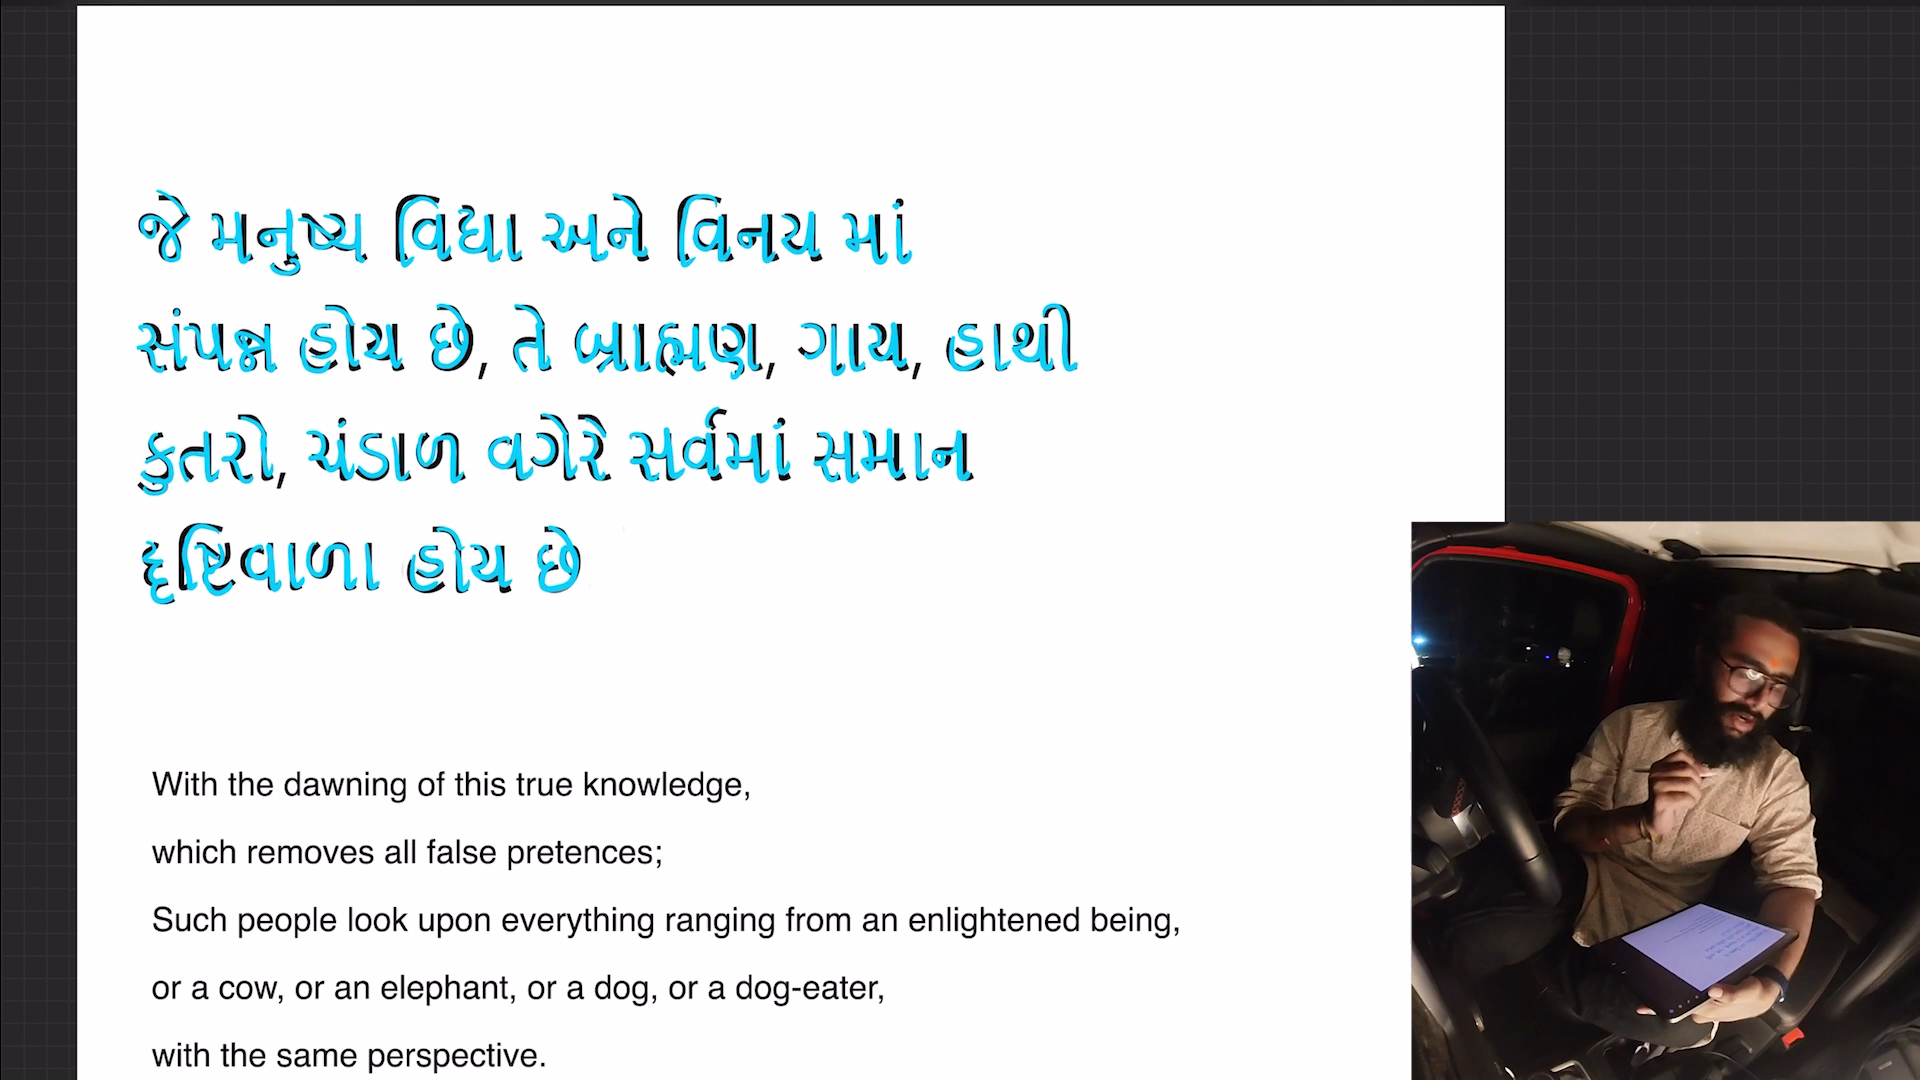 જે મનુષ્ય વિદ્યા અને વિનય માં
સંપન્ન હોય છે, તે બ્રાહ્મણ, ગાય, હાથી
કુતરો, ચંડાળ વગેરે સર્વમાં સમાન
દૃષ્ટિવાળા હોય છે
With the dawning of this true knowledge,
which removes all false pretences;
Such people look upon everything ranging from an enlightened being,
or a cow, or an elephant, or a dog, or a dog-eater,
with the same perspective.